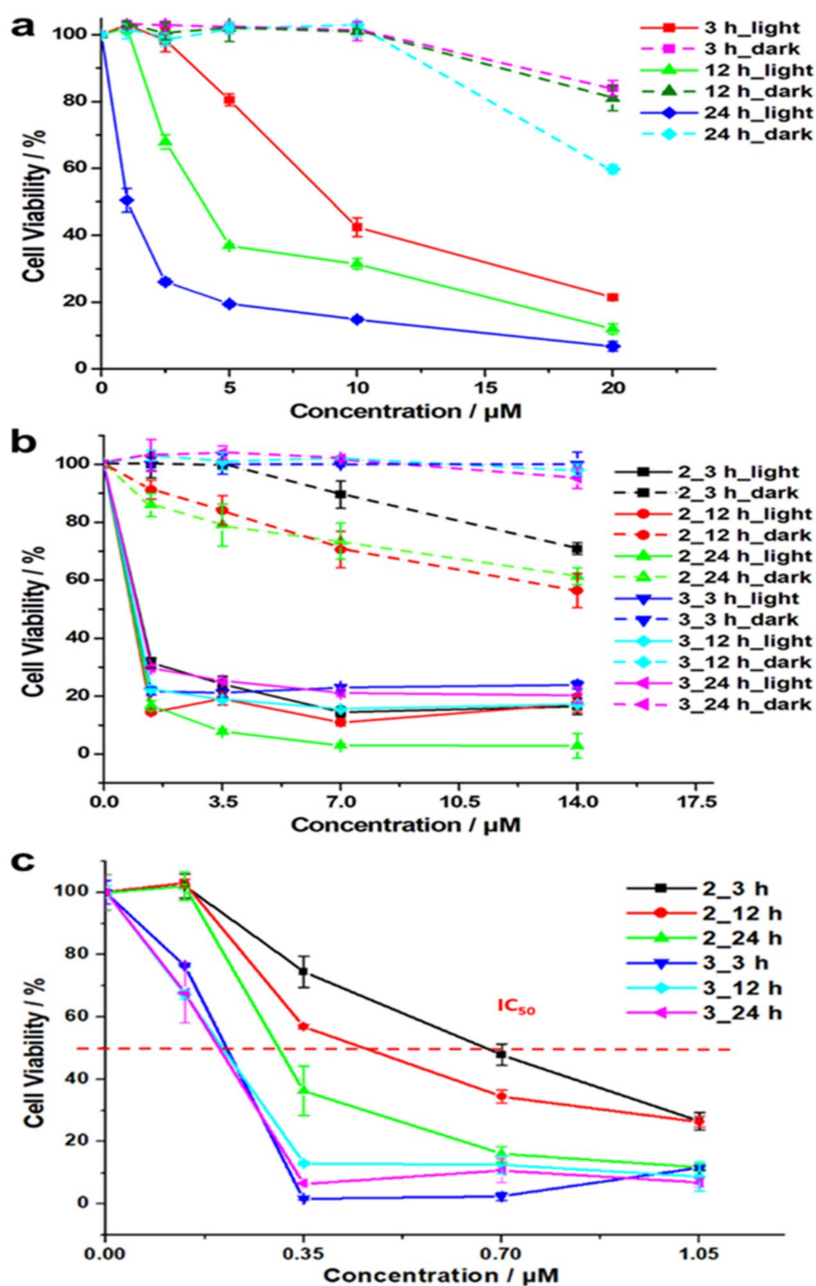 a
3 h_light
3 h_dark
12 h_light
12 h_dark
24 h_light
24 h_dark
Cell Viability / %
100
80
60
40
20
0
0 5 10 15 20
Concentration / µM
b
2_3 h_light
2_3 h_dark
2_12 h_light
2_12 h_dark
2_24 h_light
2_24 h_dark
3_3 h_light
3_3 h_dark
3_12 h_light
3_12 h_dark
3_24 h_light
3_24 h_dark
Cell Viability / %
100
80
60
40
20
0
0.0 3.5 7.0 10.5 14.0 17.5
Concentration / µM
c
2_3 h
2_12 h
2_24 h
3_3 h
3_12 h
3_24 h
IC₅₀
Cell Viability / %
100
80
60
40
20
0
0.00 0.35 0.70 1.05
Concentration / µM